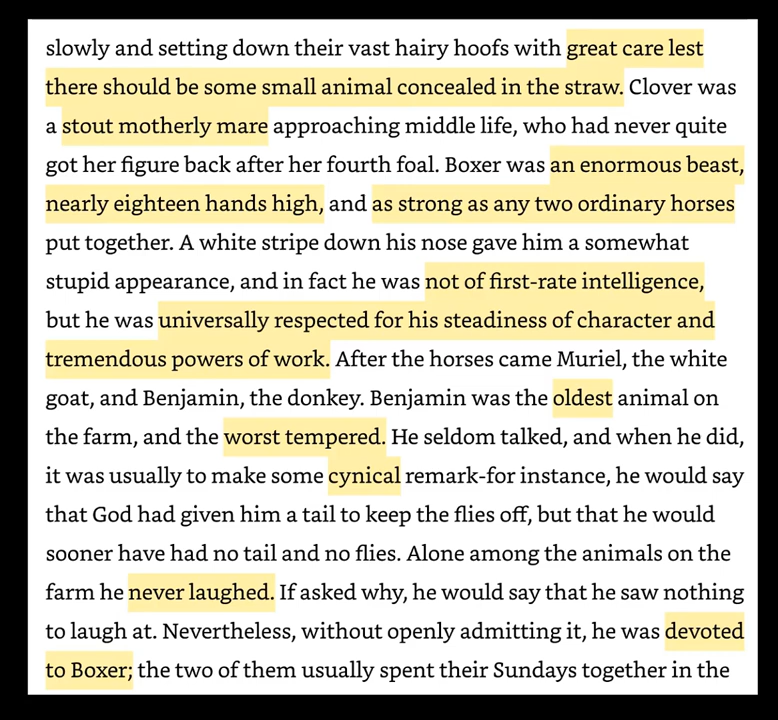 slowly and setting down their vast hairy hoofs with great care lest
there should be some small animal concealed in the straw. Clover was
a stout motherly mare approaching middle life, who had never quite
got her figure back after her fourth foal. Boxer was an enormous beast,
nearly eighteen hands high, and as strong as any two ordinary horses
put together. A white stripe down his nose gave him a somewhat
stupid appearance, and in fact he was not of first-rate intelligence,
but he was universally respected for his steadiness of character and
tremendous powers of work. After the horses came Muriel, the white
goat, and Benjamin, the donkey. Benjamin was the oldest animal on
the farm, and the worst tempered. He seldom talked, and when he did,
it was usually to make some cynical remark-for instance, he would say
that God had given him a tail to keep the flies off, but that he would
sooner have had no tail and no flies. Alone among the animals on the
farm he never laughed. If asked why, he would say that he saw nothing
to laugh at. Nevertheless, without openly admitting it, he was devoted
to Boxer; the two of them usually spent their Sundays together in the